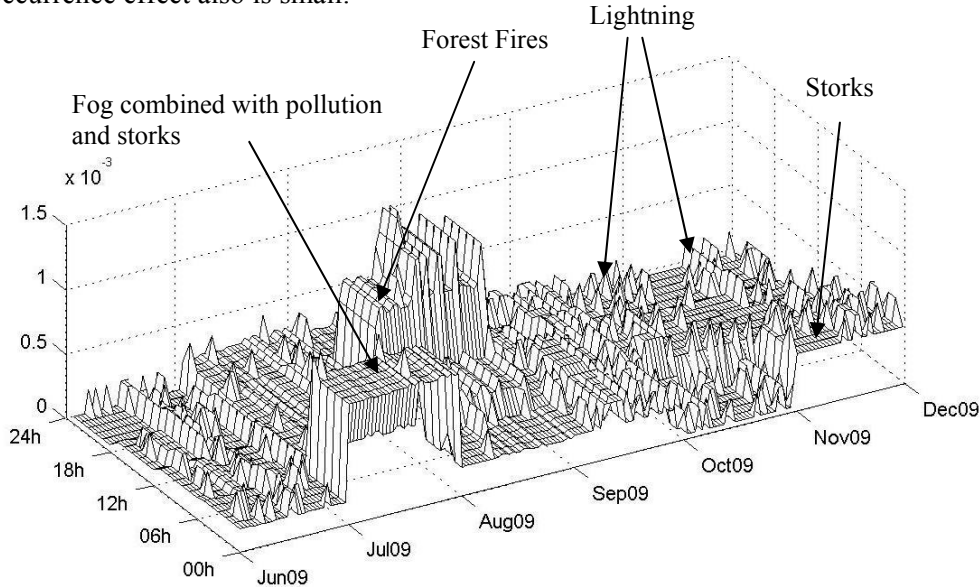 occurrence effect also is small.
Lightning
Forest Fires
Storks
Fog combined with pollution
and storks
x 10
-3
1.5
1
0.5
0
24h
18h
12h
06h
00h
Jun09
Jul09
Aug09
Sep09
Oct09
Nov09
Dec09